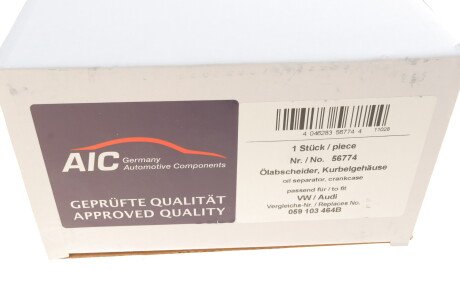 AIC Germany
Automotive Components
GEPRÜFTE QUALITÄT
APPROVED QUALITY
4 046283 56774 4 11028
1 Stück / piece
Nr. / No. 56774
Ölabscheider, Kurbelgehäuse
oil separator, crankcase
passend für / to fit
VW / Audi
Vergleichs-Nr. / Replaces No.
059 103 464B